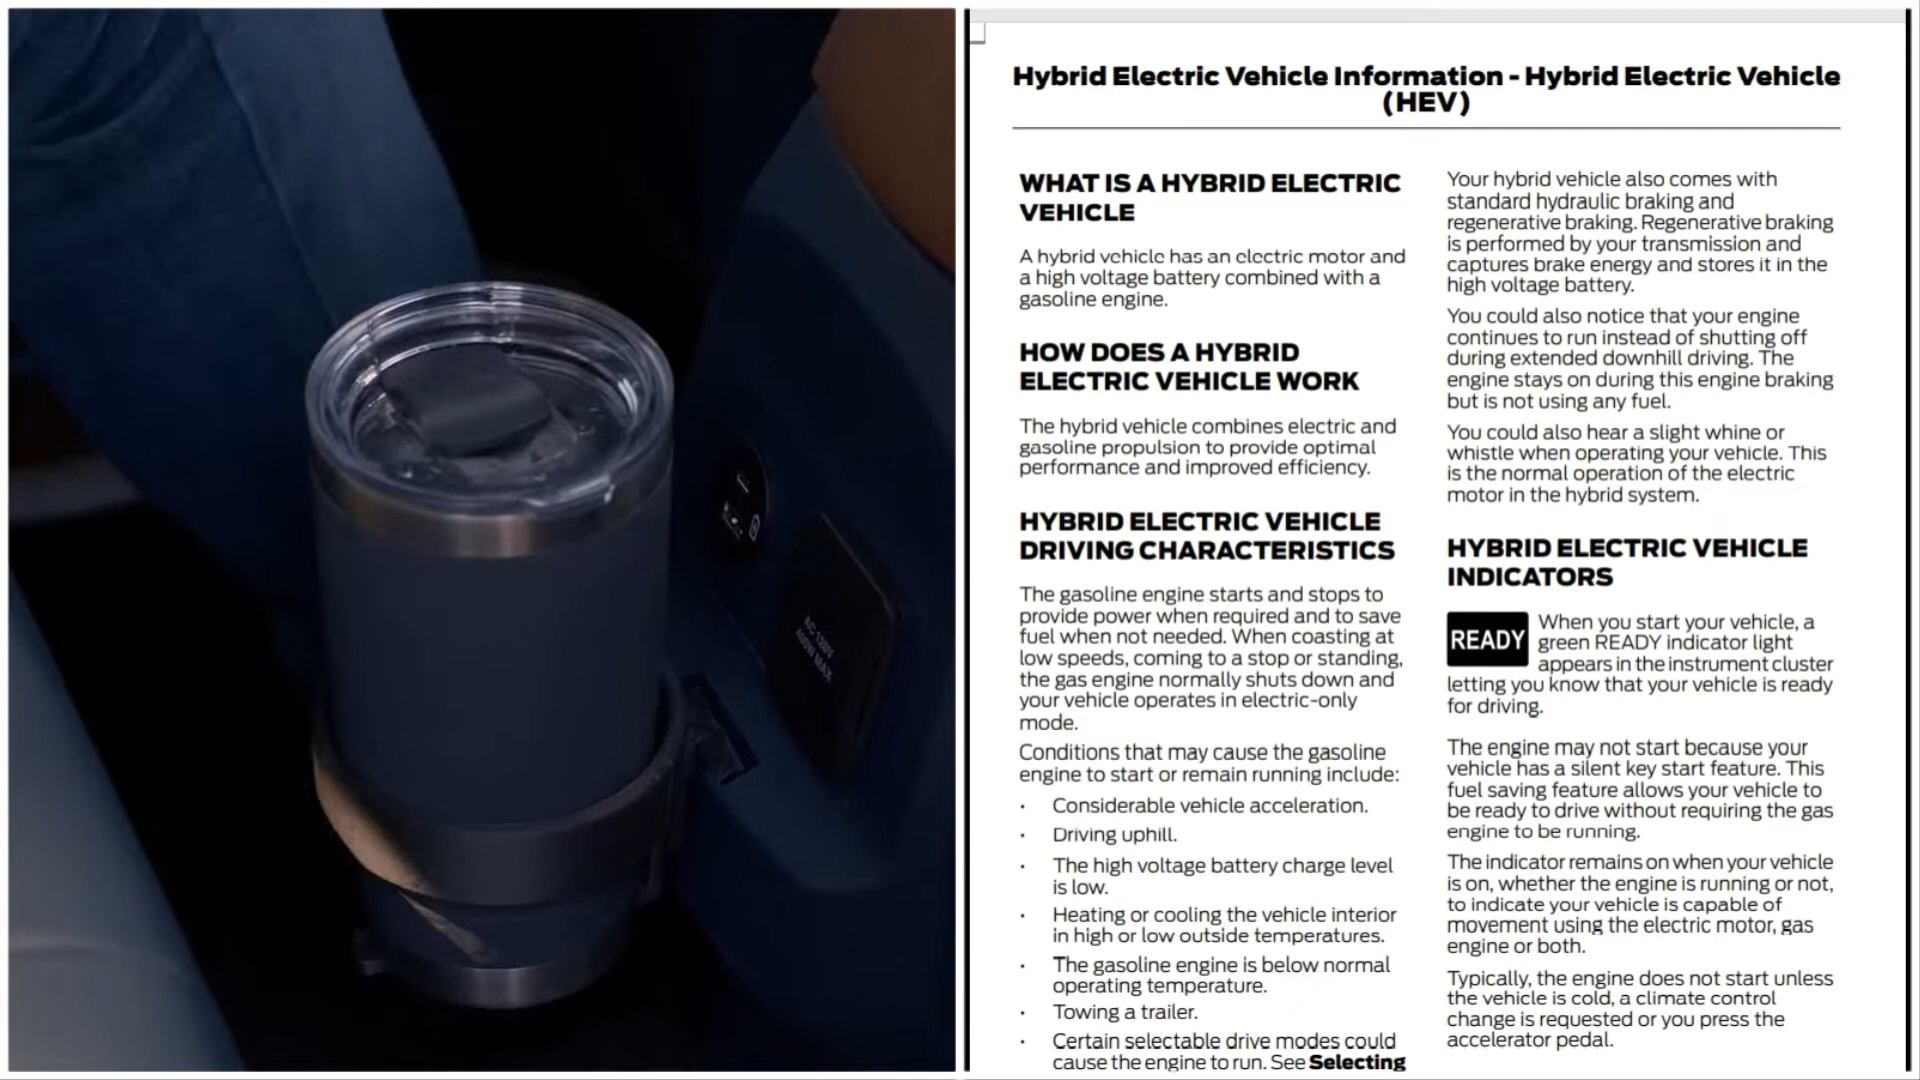 AC 120V
400W MAX
Hybrid Electric Vehicle Information - Hybrid Electric Vehicle
(HEV)
WHAT IS A HYBRID ELECTRIC
VEHICLE
A hybrid vehicle has an electric motor and
a high voltage battery combined with a
gasoline engine.
HOW DOES A HYBRID
ELECTRIC VEHICLE WORK
The hybrid vehicle combines electric and
gasoline propulsion to provide optimal
performance and improved efficiency.
HYBRID ELECTRIC VEHICLE
DRIVING CHARACTERISTICS
The gasoline engine starts and stops to
provide power when required and to save
fuel when not needed. When coasting at
low speeds, coming to a stop or standing,
the gas engine normally shuts down and
your vehicle operates in electric-only
mode.
Conditions that may cause the gasoline
engine to start or remain running include:
· Considerable vehicle acceleration.
· Driving uphill.
· The high voltage battery charge level
is low.
· Heating or cooling the vehicle interior
in high or low outside temperatures.
· The gasoline engine is below normal
operating temperature.
· Towing a trailer.
· Certain selectable drive modes could
cause the engine to run. See Selecting
Your hybrid vehicle also comes with
standard hydraulic braking and
regenerative braking. Regenerative braking
is performed by your transmission and
captures brake energy and stores it in the
high voltage battery.
You could also notice that your engine
continues to run instead of shutting off
during extended downhill driving. The
engine stays on during this engine braking
but is not using any fuel.
You could also hear a slight whine or
whistle when operating your vehicle. This
is the normal operation of the electric
motor in the hybrid system.
HYBRID ELECTRIC VEHICLE
INDICATORS
READY
When you start your vehicle, a
green READY indicator light
appears in the instrument cluster
letting you know that your vehicle is ready
for driving.
The engine may not start because your
vehicle has a silent key start feature. This
fuel saving feature allows your vehicle to
be ready to drive without requiring the gas
engine to be running.
The indicator remains on when your vehicle
is on, whether the engine is running or not,
to indicate your vehicle is capable of
movement using the electric motor, gas
engine or both.
Typically, the engine does not start unless
the vehicle is cold, a climate control
change is requested or you press the
accelerator pedal.